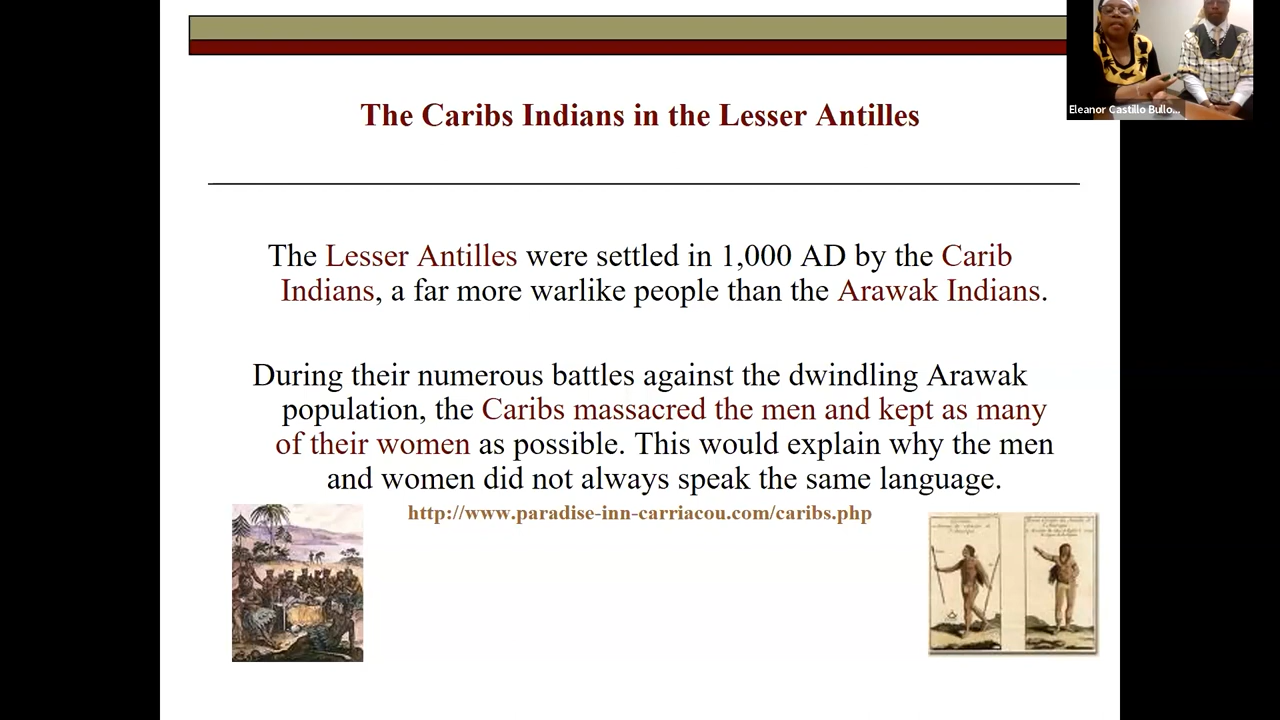 Eleanor Castillo Bullo...
The Caribs Indians in the Lesser Antilles
The Lesser Antilles were settled in 1,000 AD by the Carib
Indians, a far more warlike people than the Arawak Indians.
During their numerous battles against the dwindling Arawak
population, the Caribs massacred the men and kept as many
of their women as possible. This would explain why the men
and women did not always speak the same language.
http://www.paradise-inn-carriacou.com/caribs.php